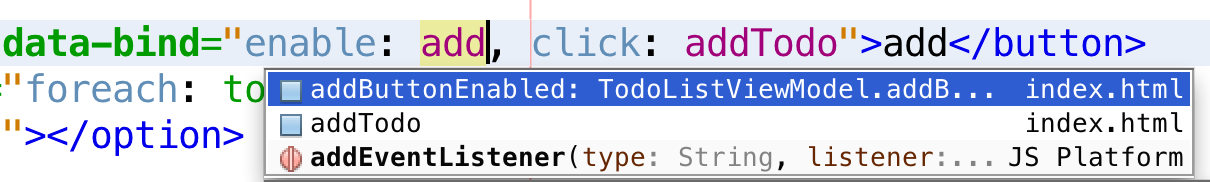 data-bind="enable: add, click: addTodo">add</button>
="foreach: to
"></option>
addButtonEnabled: TodoListViewModel.addB... index.html
addTodo index.html
addEventListener(type: String, listener:... JS Platform